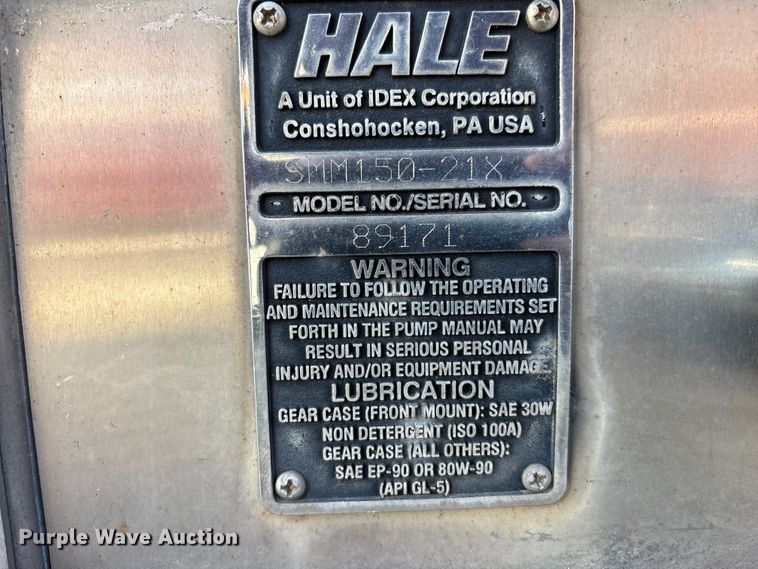 HALE
A Unit of IDEX Corporation
Conshohocken, PA USA
SMM150-21X
MODEL NO./SERIAL NO.
89171
WARNING
FAILURE TO FOLLOW THE OPERATING
AND MAINTENANCE REQUIREMENTS SET
FORTH IN THE PUMP MANUAL MAY
RESULT IN SERIOUS PERSONAL
INJURY AND/OR EQUIPMENT DAMAGE.
LUBRICATION
GEAR CASE (FRONT MOUNT): SAE 30W
NON DETERGENT (ISO 100A)
GEAR CASE (ALL OTHERS):
SAE EP-90 OR 80W-90
(API GL-5)
Purple Wave Auction